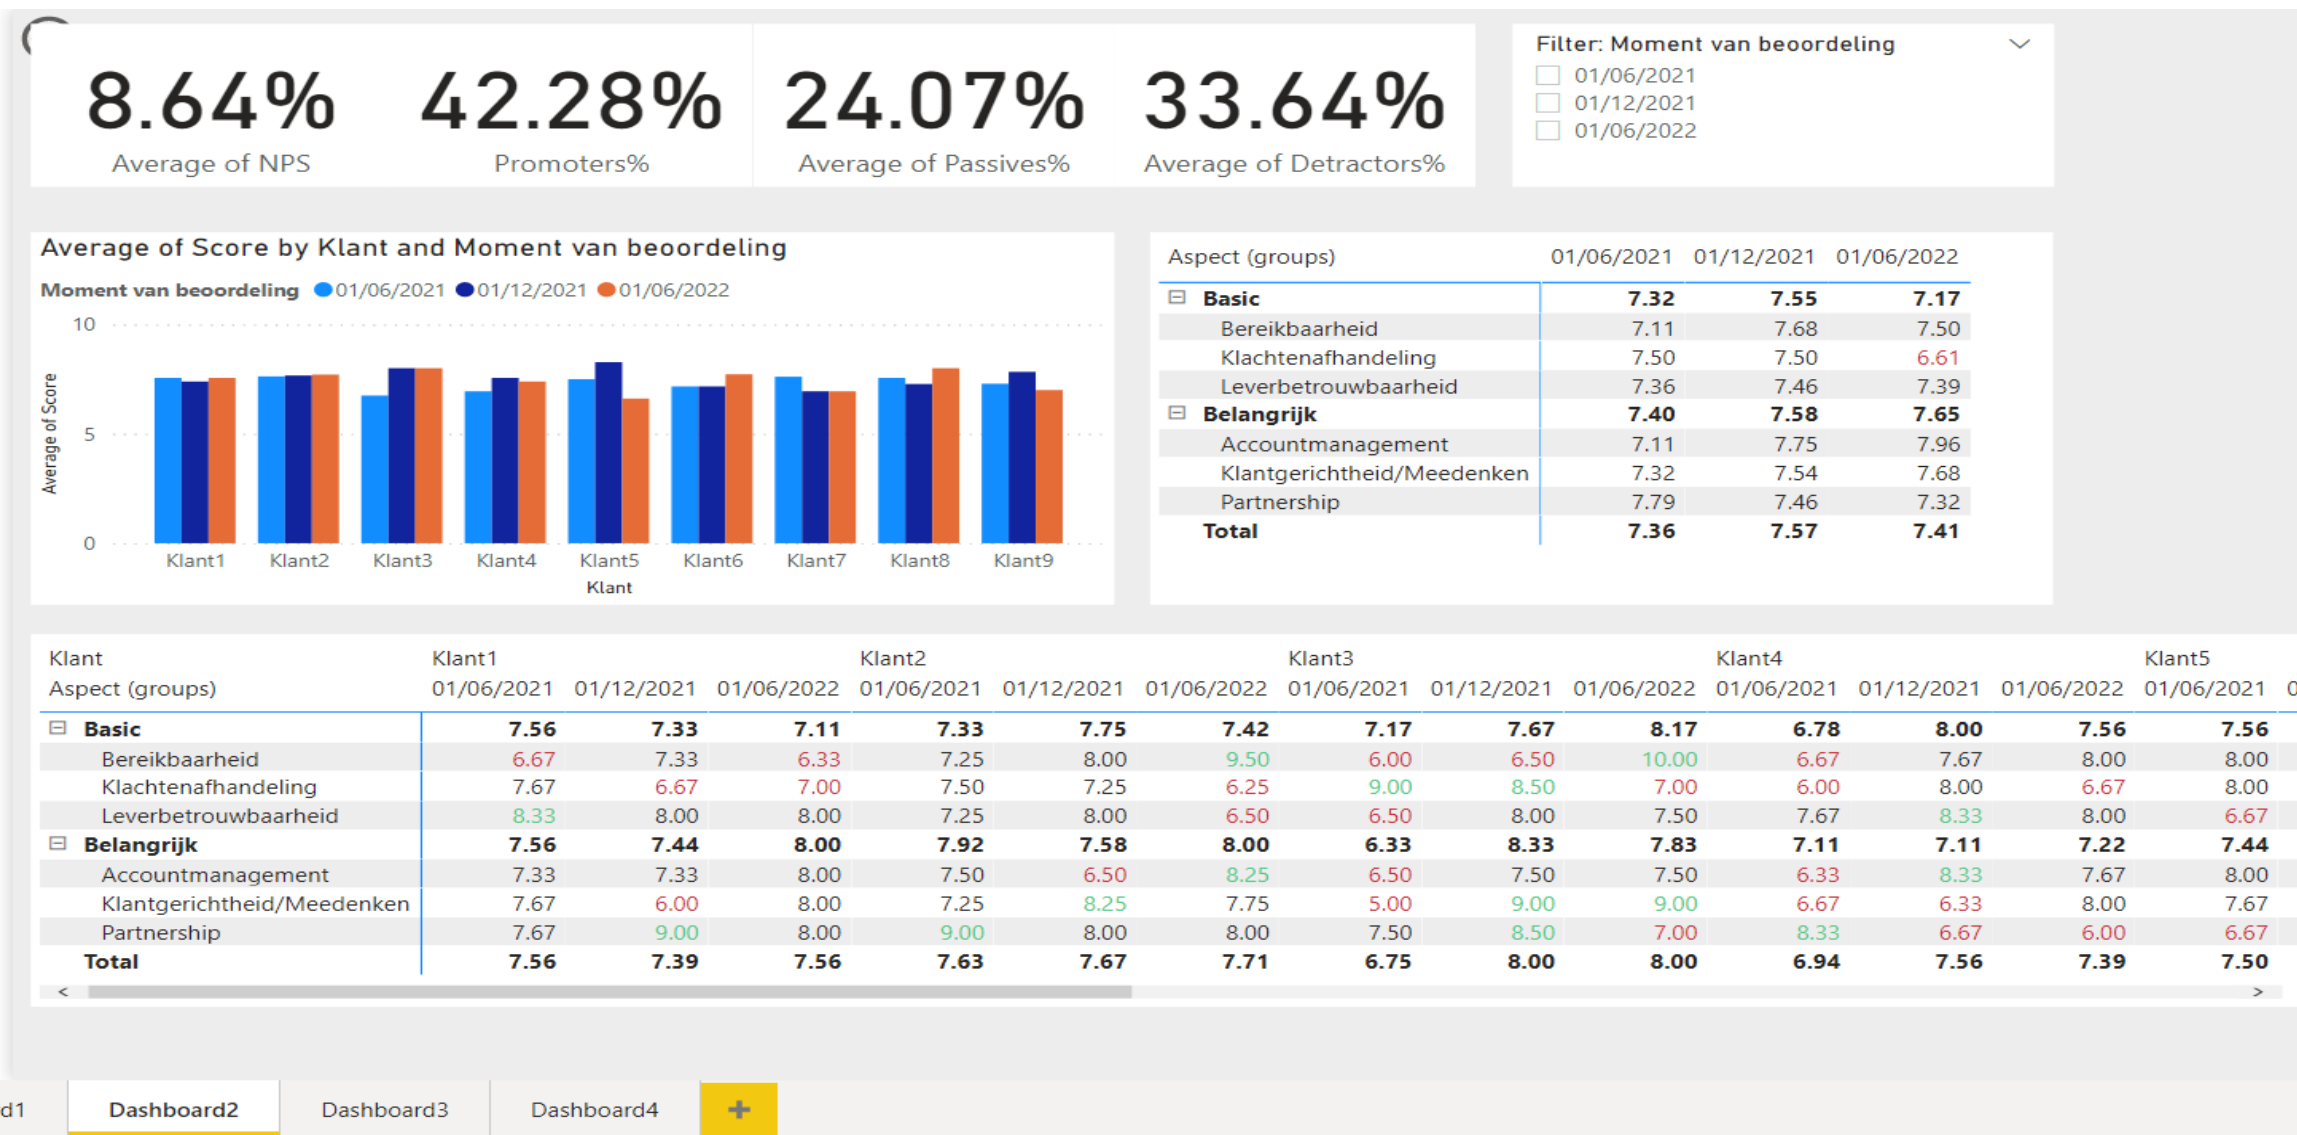 8.64% 42.28% 24.07% 33.64%
Average of NPS Promoters% Average of Passives% Average of Detractors%
Filter: Moment van beoordeling
01/06/2021
01/12/2021
01/06/2022
Average of Score by Klant and Moment van beoordeling
Moment van beoordeling 01/06/2021 01/12/2021 01/06/2022
Average of Score
10
5
0
Klant1 Klant2 Klant3 Klant4 Klant5 Klant6 Klant7 Klant8 Klant9
Klant
Aspect (groups) 01/06/2021 01/12/2021 01/06/2022
Basic 7.32 7.55 7.17
Bereikbaarheid 7.11 7.68 7.50
Klachtenafhandeling 7.50 7.50 6.61
Leverbetrouwbaarheid 7.36 7.46 7.39
Belangrijk 7.40 7.58 7.65
Accountmanagement 7.11 7.75 7.96
Klantgerichtheid/Meedenken 7.32 7.54 7.68
Partnership 7.79 7.46 7.32
Total 7.36 7.57 7.41
Klant Klant1 Klant2 Klant3 Klant4 Klant5
Aspect (groups) 01/06/2021 01/12/2021 01/06/2022 01/06/2021 01/12/2021 01/06/2022 01/06/2021 01/12/2021 01/06/2022 01/06/2021 01/12/2021 01/06/2022 01/06/2021 0
Basic 7.56 7.33 7.11 7.33 7.75 7.42 7.17 7.67 8.17 6.78 8.00 7.56 7.56
Bereikbaarheid 6.67 7.33 6.33 7.25 8.00 9.50 6.00 6.50 10.00 6.67 7.67 8.00 8.00
Klachtenafhandeling 7.67 6.67 7.00 7.50 7.25 6.25 9.00 8.50 7.00 6.00 8.00 6.67 8.00
Leverbetrouwbaarheid 8.33 8.00 8.00 7.25 8.00 6.50 6.50 8.00 7.50 7.67 8.33 8.00 6.67
Belangrijk 7.56 7.44 8.00 7.92 7.58 8.00 6.33 8.33 7.83 7.11 7.11 7.22 7.44
Accountmanagement 7.33 7.33 8.00 7.50 6.50 8.25 6.50 7.50 7.50 6.33 8.33 7.67 8.00
Klantgerichtheid/Meedenken 7.67 6.00 8.00 7.25 8.25 7.75 5.00 9.00 9.00 6.67 6.33 8.00 7.67
Partnership 7.67 9.00 8.00 9.00 8.00 8.00 7.50 8.50 7.00 8.33 6.67 6.00 6.67
Total 7.56 7.39 7.56 7.63 7.67 7.71 6.75 8.00 8.00 6.94 7.56 7.39 7.50
d1 Dashboard2 Dashboard3 Dashboard4 +